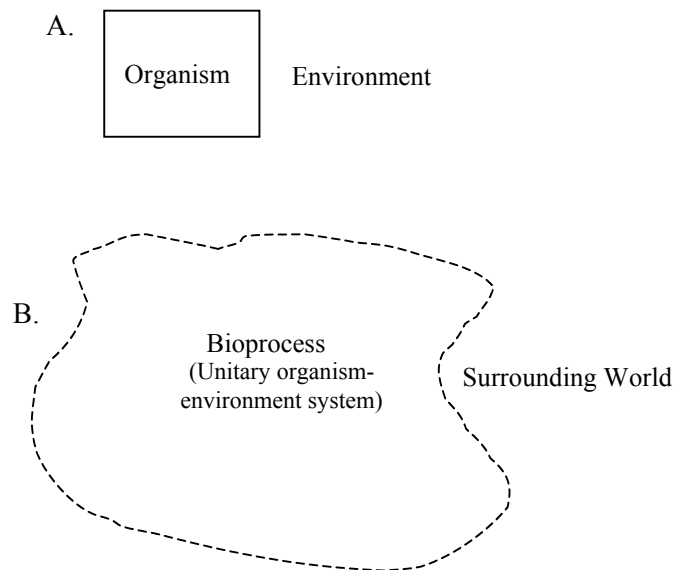 A.
Organism
Environment
B.
Bioprocess
(Unitary organism-
environment system)
Surrounding World